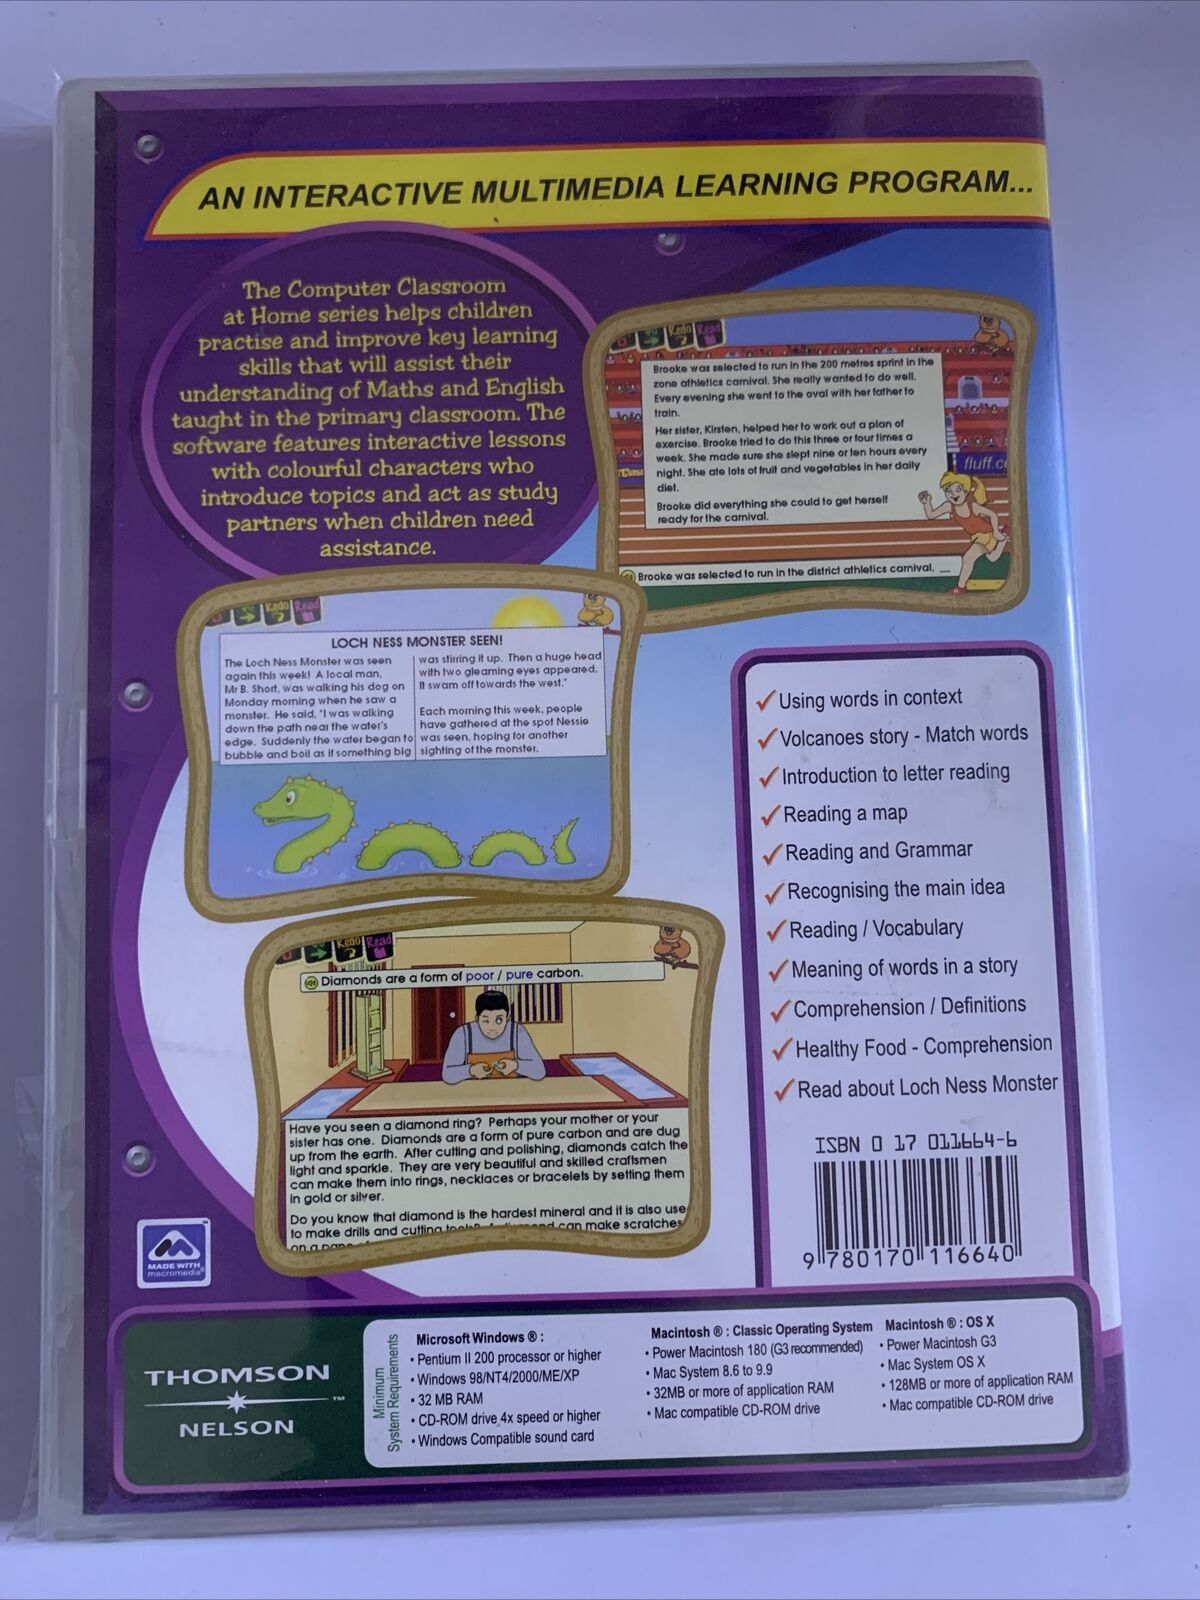 AN INTERACTIVE MULTIMEDIA LEARNING PROGRAM...
The Computer Classroom
at Home series helps children
practise and improve key learning
skills that will assist their
understanding of Maths and English
taught in the primary classroom. The
software features interactive lessons
with colourful characters who
introduce topics and act as study
partners when children need
assistance.
Redo Read
Brooke was selected to run in the 200 metres sprint in the
zone athletics carnival. She really wanted to do well.
Every evening she went to the oval with her father to
train.
Her sister, Kirsten, helped her to work out a plan of
exercise. Brooke tried to do this three or four times a
week. She made sure she slept nine or ten hours every
night. She ate lots of fruit and vegetables in her daily
diet.
Brooke did everything she could to get herself
ready for the carnival.
fluff.co
Brooke was selected to run in the district athletics carnival. __
Redo Read
LOCH NESS MONSTER SEEN!
The Loch Ness Monster was seen
again this week! A local man,
Mr B. Short, was walking his dog on
Monday morning when he saw a
monster. He said, "I was walking
down the path near the water's
edge. Suddenly the water began to
bubble and boil as if something big
was stirring it up. Then a huge head
with two gleaming eyes appeared.
It swam off towards the west."
Each morning this week, people
have gathered at the spot Nessie
was seen, hoping for another
sighting of the monster.
Redo Read
Diamonds are a form of poor / pure carbon.
Have you seen a diamond ring? Perhaps your mother or your
sister has one. Diamonds are a form of pure carbon and are dug
up from the earth. After cutting and polishing, diamonds catch the
light and sparkle. They are very beautiful and skilled craftsmen
can make them into rings, necklaces or bracelets by setting them
in gold or silver.
Do you know that diamond is the hardest mineral and it is also use
to make drills and cutting can make scratches
on a
Using words in context
Volcanoes story - Match words
Introduction to letter reading
Reading a map
Reading and Grammar
Recognising the main idea
Reading / Vocabulary
Meaning of words in a story
Comprehension / Definitions
Healthy Food - Comprehension
Read about Loch Ness Monster
ISBN 0 17 011664-6
9 780170 116640
MADE WITH
macromedia®
THOMSON
™
NELSON
Minimum
System Requirements
Microsoft Windows ® :
• Pentium II 200 processor or higher
• Windows 98/NT4/2000/ME/XP
• 32 MB RAM
• CD-ROM drive 4x speed or higher
• Windows Compatible sound card
Macintosh ® : Classic Operating System
• Power Macintosh 180 (G3 recommended)
• Mac System 8.6 to 9.9
• 32MB or more of application RAM
• Mac compatible CD-ROM drive
Macintosh ® : OS X
• Power Macintosh G3
• Mac System OS X
• 128MB or more of application RAM
• Mac compatible CD-ROM drive